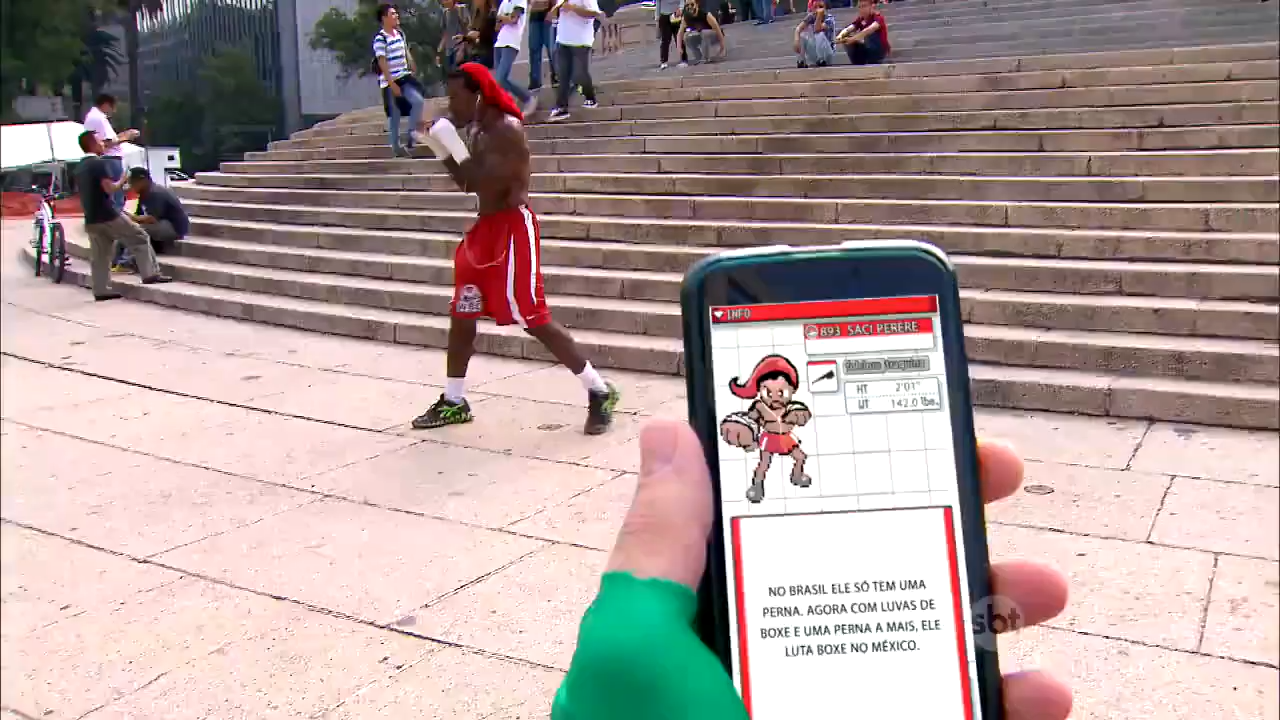 INFO
893 SACI PERERE
HT 2'01"
WT 142.0 lbs.
NO BRASIL ELE SÓ TEM UMA
PERNA. AGORA COM LUVAS DE
BOXE E UMA PERNA A MAIS, ELE
LUTA BOXE NO MÉXICO.
sbt